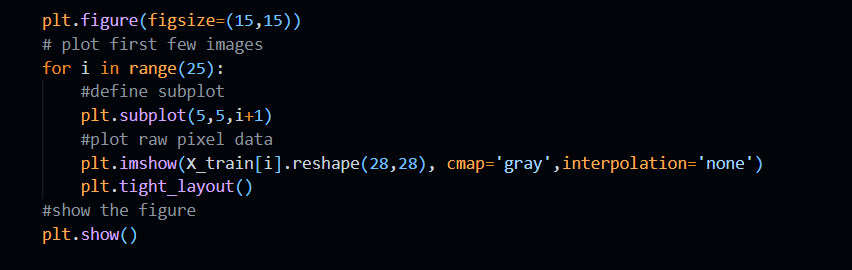 plt.figure(figsize=(15,15))
# plot first few images
for i in range(25):
    #define subplot
    plt.subplot(5,5,i+1)
    #plot raw pixel data
    plt.imshow(X_train[i].reshape(28,28), cmap='gray',interpolation='none')
    plt.tight_layout()
#show the figure
plt.show()